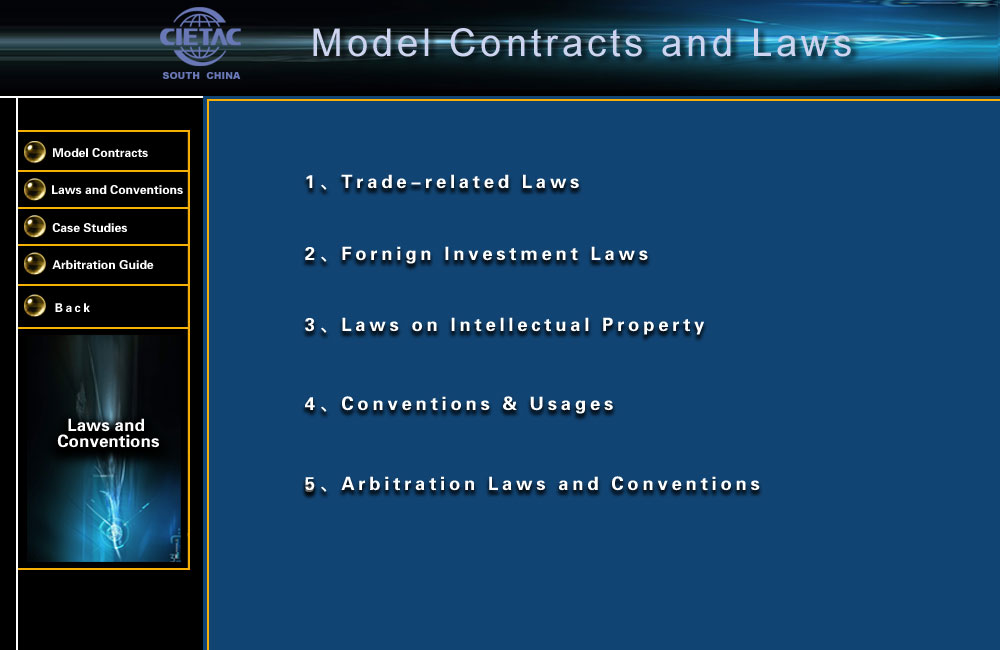 CIETAC
SOUTH CHINA
Model Contracts and Laws
Model Contracts
Laws and Conventions
Case Studies
Arbitration Guide
Back
Laws and
Conventions
1、Trade-related Laws
2、Fornign Investment Laws
3、Laws on Intellectual Property
4、Conventions & Usages
5、Arbitration Laws and Conventions